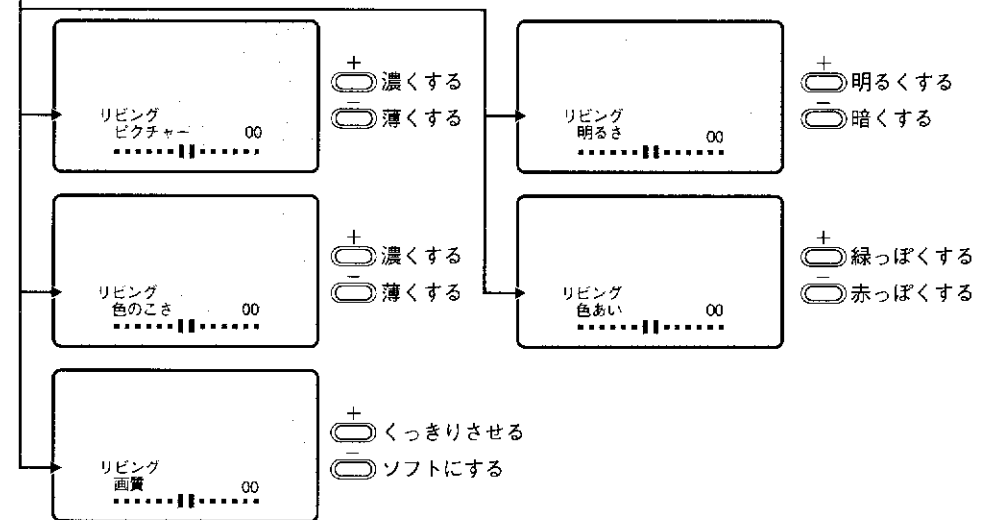 リビング
ピクチャー 00
+
濃くする
−
薄くする
リビング
明るさ 00
+
明るくする
−
暗くする
リビング
色のこさ 00
+
濃くする
−
薄くする
リビング
色あい 00
+
緑っぽくする
−
赤っぽくする
リビング
画質 00
+
くっきりさせる
−
ソフトにする